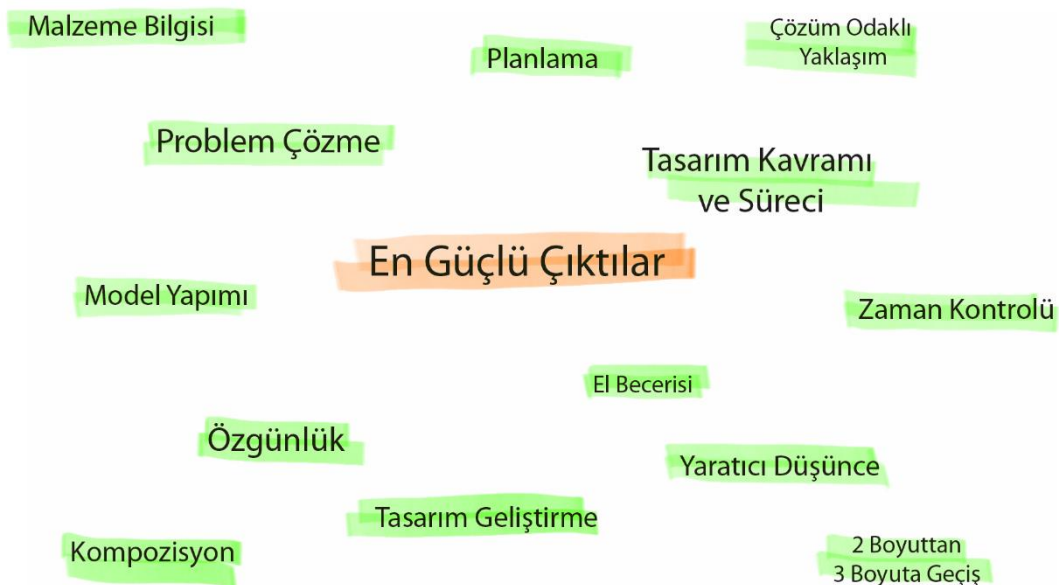 Malzeme Bilgisi
Planlama
Çözüm Odaklı
Yaklaşım
Problem Çözme
Tasarım Kavramı
ve Süreci
En Güçlü Çıktılar
Model Yapımı
Zaman Kontrolü
El Becerisi
Özgünlük
Yaratıcı Düşünce
Tasarım Geliştirme
Kompozisyon
2 Boyuttan
3 Boyuta Geçiş